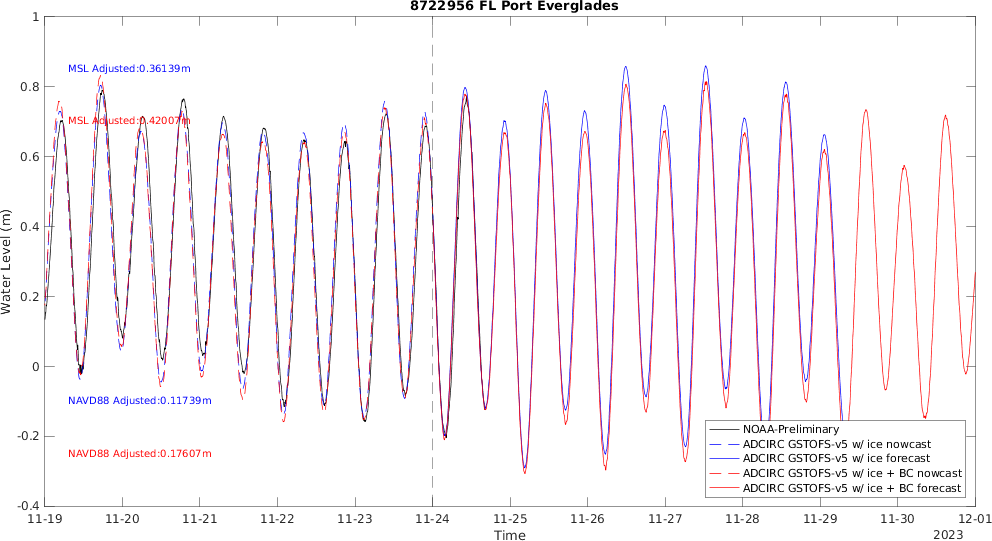 8722956 FL Port Everglades
1
0.8
0.6
0.4
0.2
0
-0.2
-0.4
Water Level (m)
MSL Adjusted:0.36139m
MSL Adjusted:0.42007m
NAVD88 Adjusted:0.11739m
NAVD88 Adjusted:0.17607m
NOAA-Preliminary
ADCIRC GSTOFS-v5 w/ ice nowcast
ADCIRC GSTOFS-v5 w/ ice forecast
ADCIRC GSTOFS-v5 w/ ice + BC nowcast
ADCIRC GSTOFS-v5 w/ ice + BC forecast
11-19 11-20 11-21 11-22 11-23 11-24 11-25 11-26 11-27 11-28 11-29 11-30 12-01
Time
2023